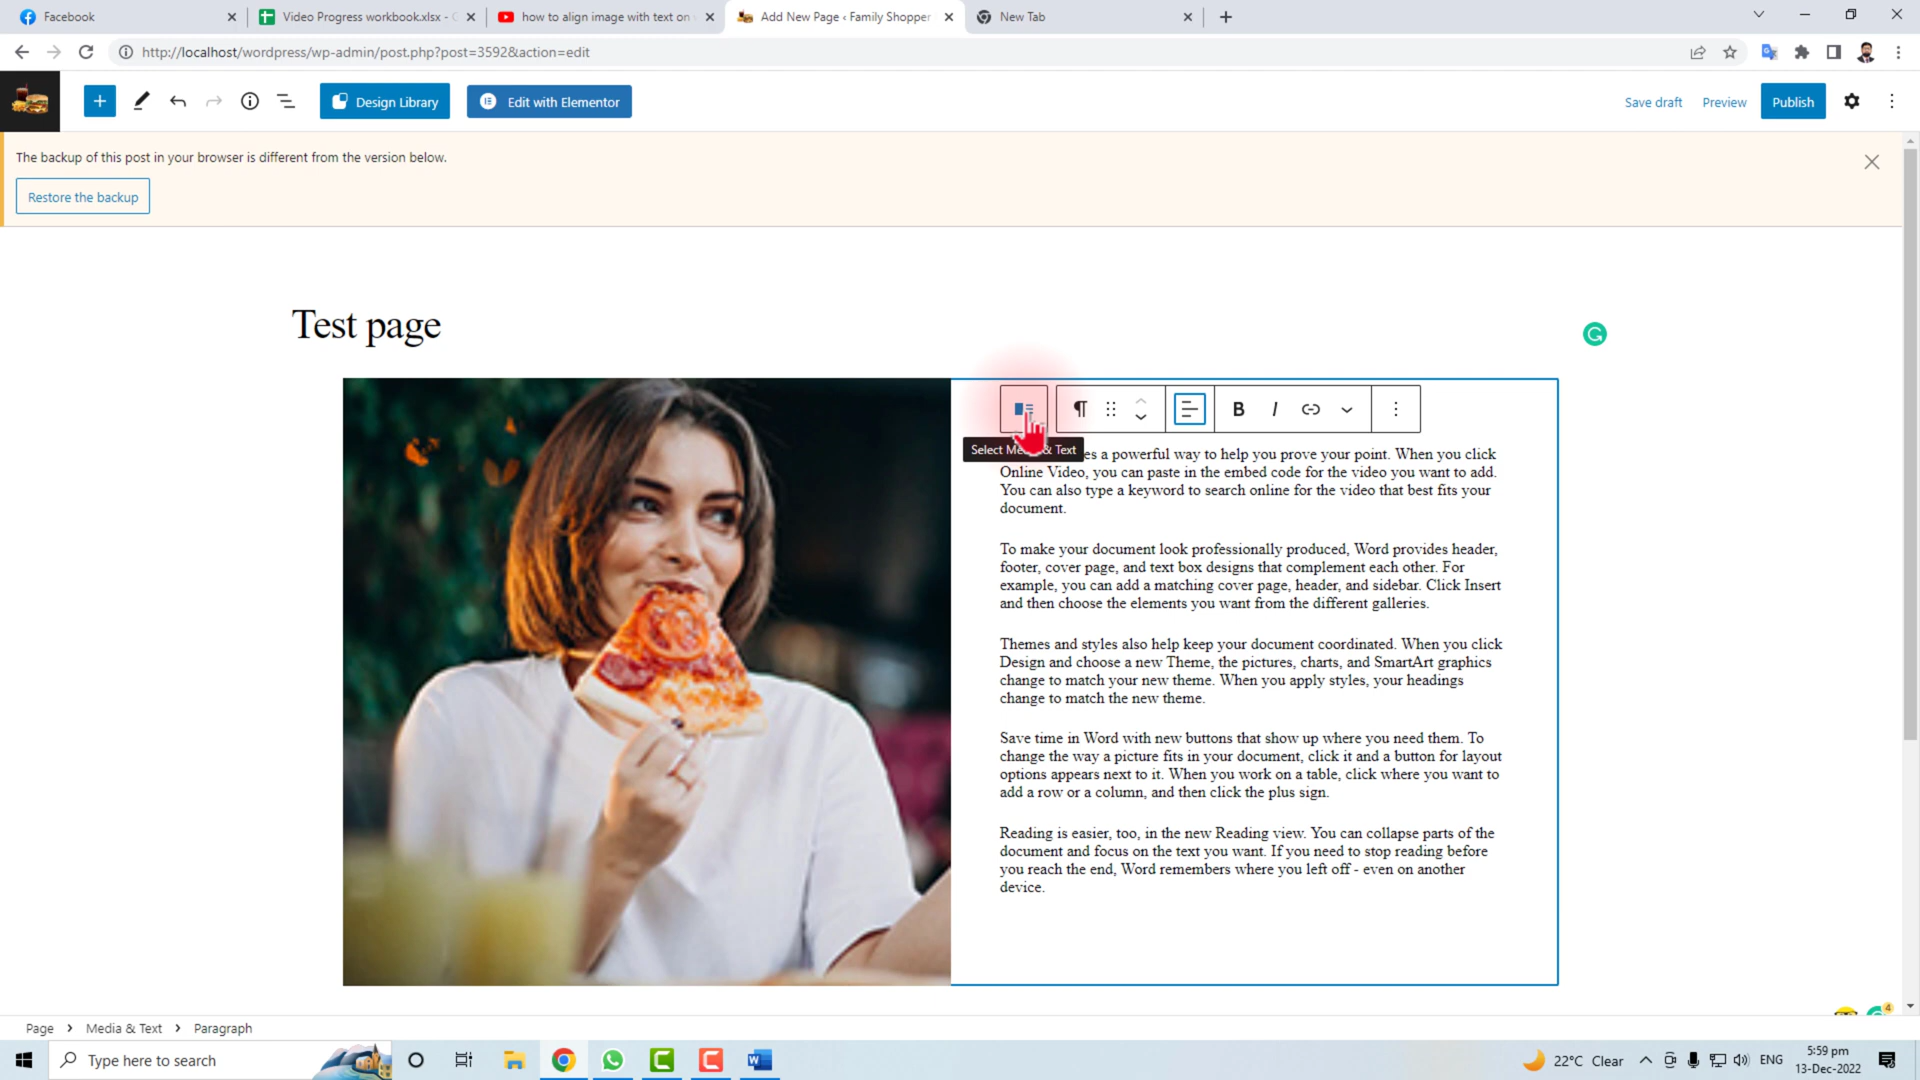 Facebook
Video Progress workbook.xlsx -
how to align image with text on
Add New Page ‹ Family Shopper
New Tab
http://localhost/wordpress/wp-admin/post.php?post=3592&action=edit
Design Library
Edit with Elementor
Save draft
Preview
Publish
The backup of this post in your browser is different from the version below.
Restore the backup
Test page
B
I
Select Me & Text
es a powerful way to help you prove your point. When you click
Online Video, you can paste in the embed code for the video you want to add.
You can also type a keyword to search online for the video that best fits your
document.
To make your document look professionally produced, Word provides header,
footer, cover page, and text box designs that complement each other. For
example, you can add a matching cover page, header, and sidebar. Click Insert
and then choose the elements you want from the different galleries.
Themes and styles also help keep your document coordinated. When you click
Design and choose a new Theme, the pictures, charts, and SmartArt graphics
change to match your new theme. When you apply styles, your headings
change to match the new theme.
Save time in Word with new buttons that show up where you need them. To
change the way a picture fits in your document, click it and a button for layout
options appears next to it. When you work on a table, click where you want to
add a row or a column, and then click the plus sign.
Reading is easier, too, in the new Reading view. You can collapse parts of the
document and focus on the text you want. If you need to stop reading before
you reach the end, Word remembers where you left off - even on another
device.
4
Page › Media & Text › Paragraph
Type here to search
22°C Clear
ENG
5:59 pm
13-Dec-2022